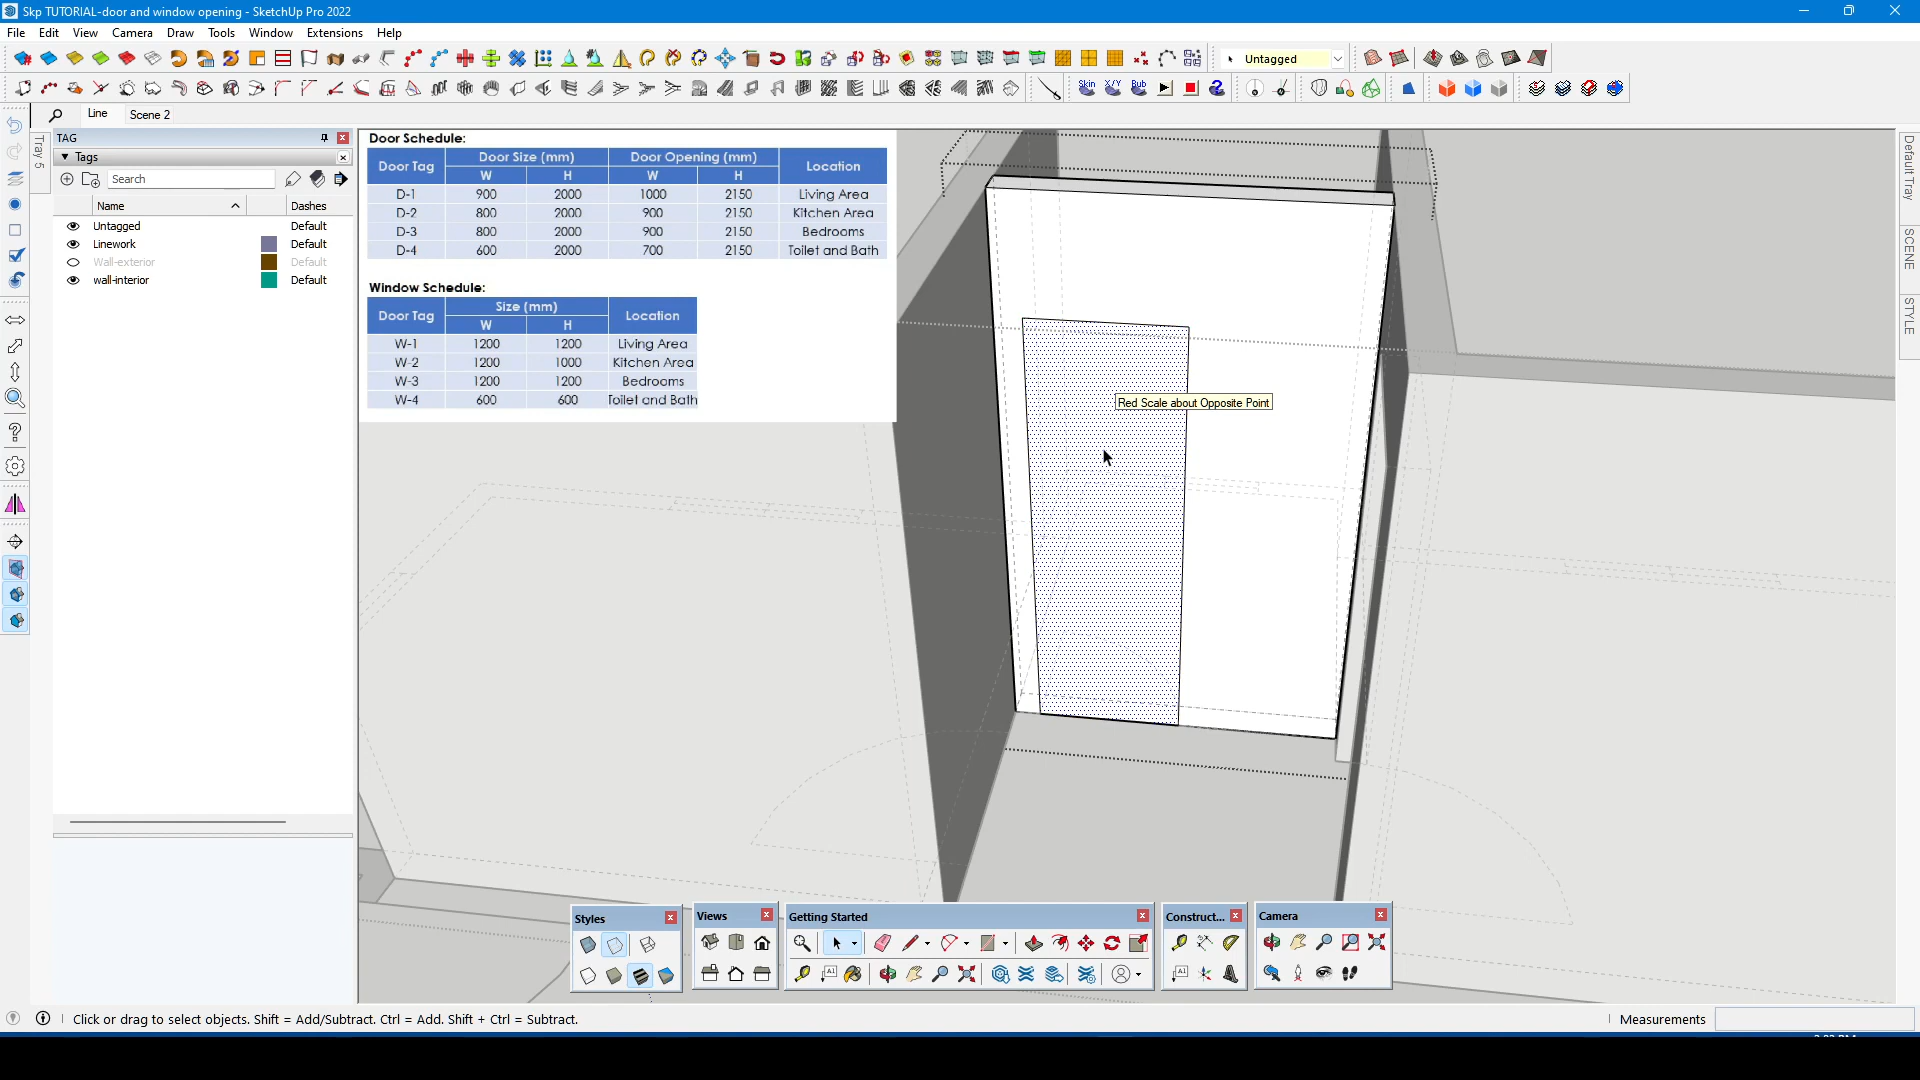 Skp TUTORIAL-door and window opening - SketchUp Pro 2022
File Edit View Camera Draw Tools Window Extensions Help
Untagged
Skin X/Y Bub
Line Scene 2
TAG
Tray 5
Tags
Search
Name Dashes
Untagged Default
Linework Default
Wall-exterior Default
wall-interior Default
Door Schedule:
Door Tag Door Size (mm) Door Opening (mm) Location
W H W H
D-1 900 2000 1000 2150 Living Area
D-2 800 2000 900 2150 Kitchen Area
D-3 800 2000 900 2150 Bedrooms
D-4 600 2000 700 2150 Toilet and Bath
Window Schedule:
Door Tag Size (mm) Location
W H
W-1 1200 1200 Living Area
W-2 1200 1000 Kitchen Area
W-3 1200 1200 Bedrooms
W-4 600 600 Toilet and Bath
Red Scale about Opposite Point
Default Tray
SCENE
STYLE
Styles
Views
Getting Started
Construct...
Camera
A1
A1
Click or drag to select objects. Shift = Add/Subtract. Ctrl = Add. Shift + Ctrl = Subtract.
Measurements